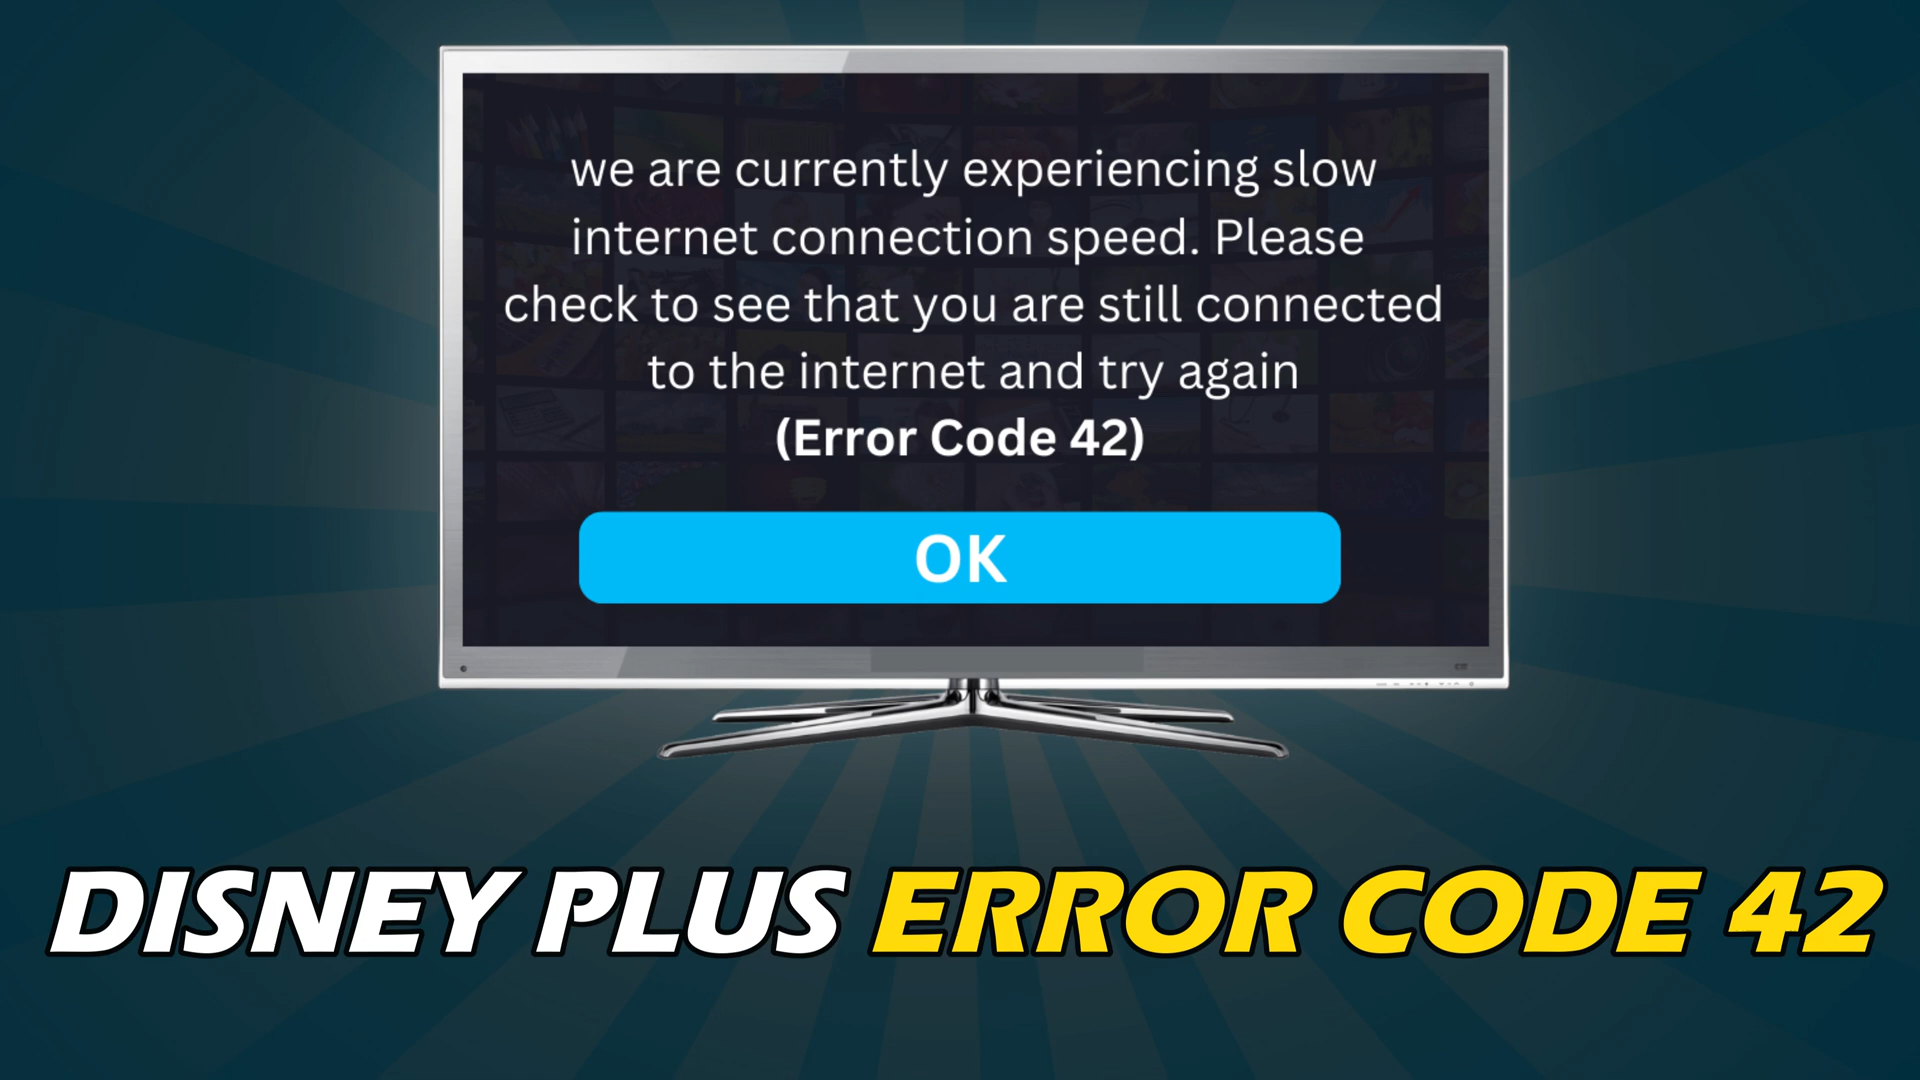 we are currently experiencing slow
internet connection speed. Please
check to see that you are still connected
to the internet and try again
(Error Code 42)
OK
DISNEY PLUS ERROR CODE 42